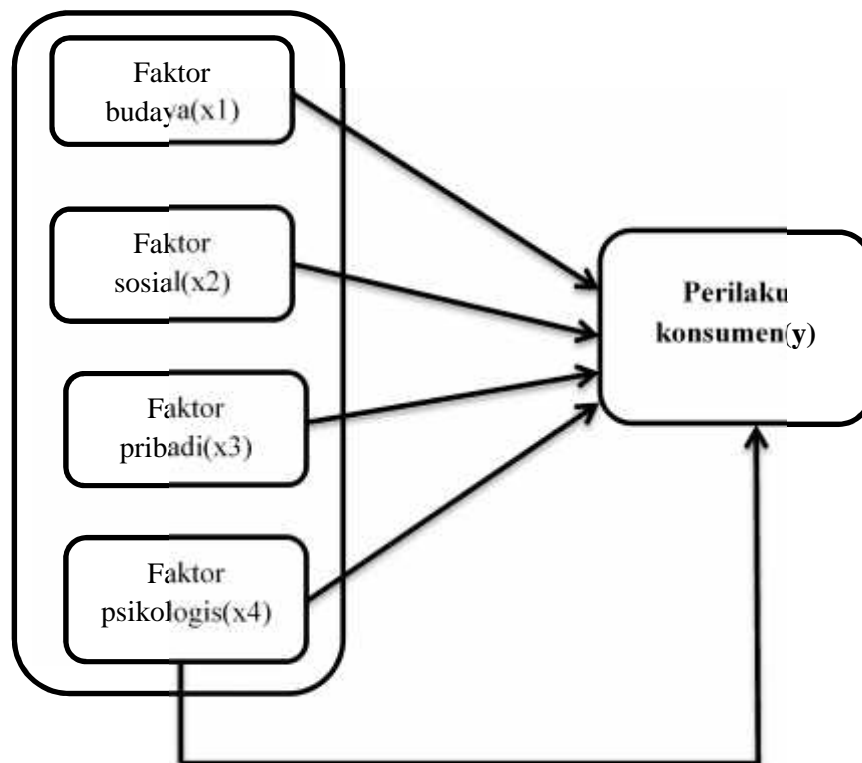 Faktor
budaya(x1)
Faktor
sosial(x2)
Faktor
pribadi(x3)
Faktor
psikologis(x4)
Perilaku
konsumen(y)